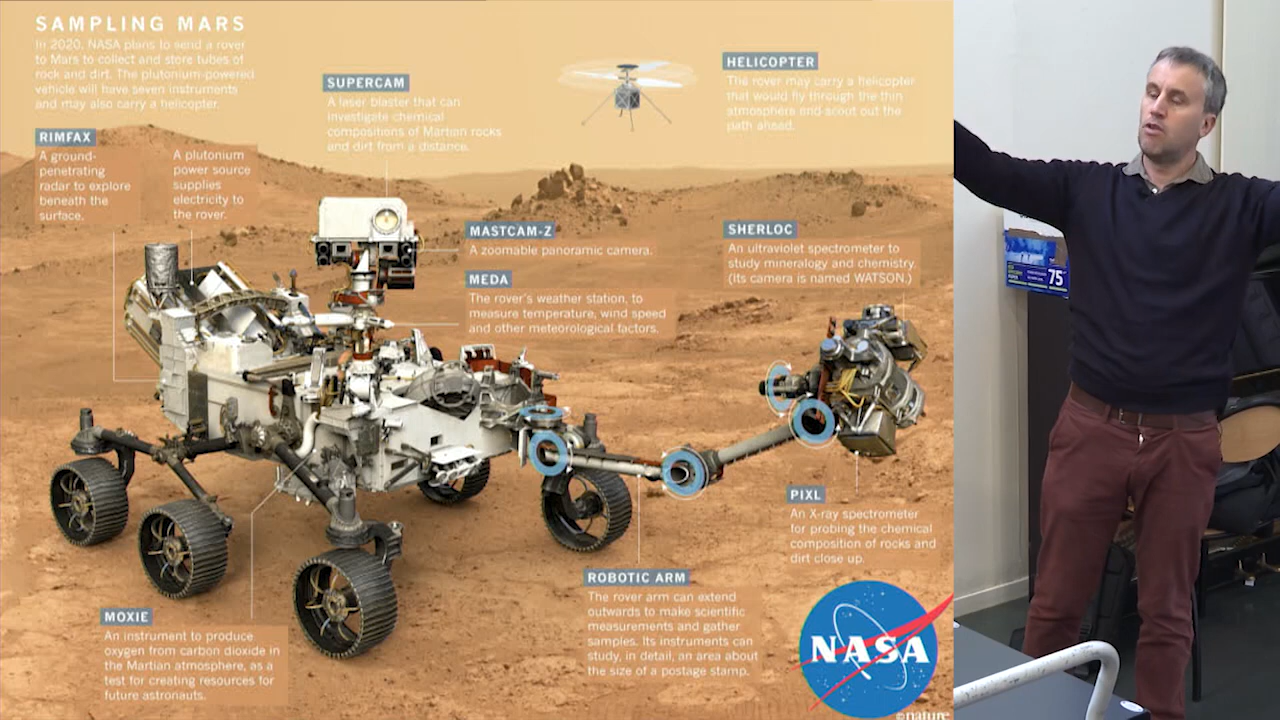 SAMPLING MARS
In 2020, NASA plans to send a rover
to Mars to collect and store tubes of
rock and dirt. The plutonium-powered
vehicle will have seven instruments
and may also carry a helicopter.
SUPERCAM
A laser blaster that can
investigate chemical
compositions of Martian rocks
and dirt from a distance.
HELICOPTER
The rover may carry a helicopter
that would fly through the thin
atmosphere and scout out the
path ahead.
RIMFAX
A ground-
penetrating
radar to explore
beneath the
surface.
A plutonium
power source
supplies
electricity to
the rover.
MASTCAM-Z
A zoomable panoramic camera.
MEDA
The rover's weather station, to
measure temperature, wind speed
and other meteorological factors.
SHERLOC
An ultraviolet spectrometer to
study mineralogy and chemistry.
(Its camera is named WATSON.)
75
PIXL
An X-ray spectrometer
for probing the chemical
composition of rocks and
dirt close up.
ROBOTIC ARM
The rover arm can extend
outwards to make scientific
measurements and gather
samples. Its instruments can
study, in detail, an area about
the size of a postage stamp.
MOXIE
An instrument to produce
oxygen from carbon dioxide in
the Martian atmosphere, as a
test for creating resources for
future astronauts.
NASA
©nature